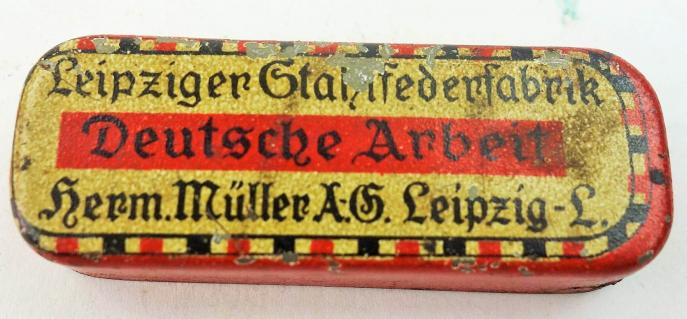 Leipziger Stahlfederfabrik
Deutsche Arbeit
Herm. Müller A-G. Leipzig-L.